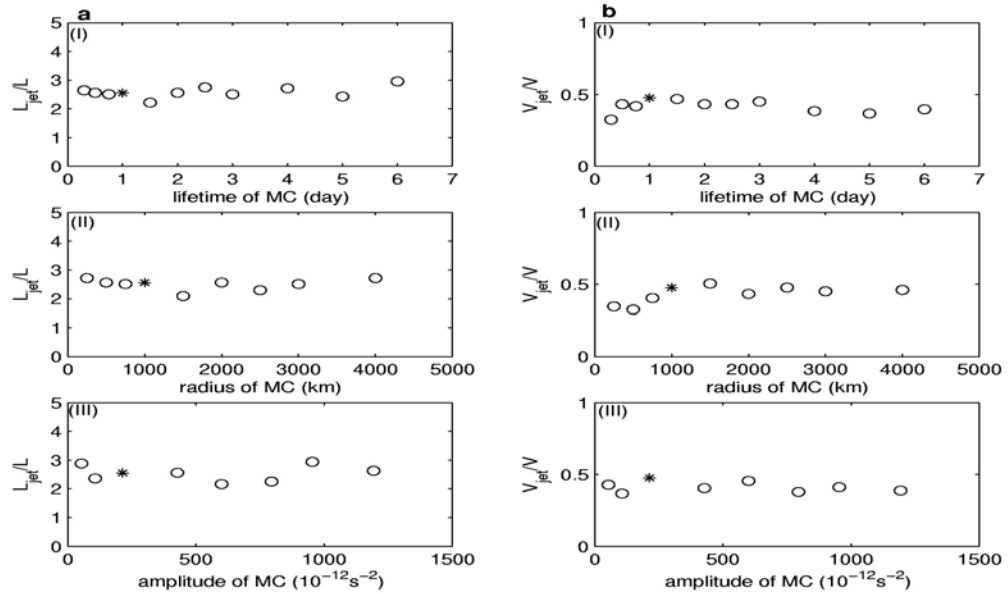 a
(I)
5
4
3
2
1
0
L_jet/L
0 1 2 3 4 5 6 7
lifetime of MC (day)
(II)
5
4
3
2
1
0
L_jet/L
0 1000 2000 3000 4000 5000
radius of MC (km)
(III)
5
4
3
2
1
0
L_jet/L
0 500 1000 1500
amplitude of MC (10⁻¹²s⁻²)
b
(I)
1
0.5
0
V_jet/V
0 1 2 3 4 5 6 7
lifetime of MC (day)
(II)
1
0.5
0
V_jet/V
0 1000 2000 3000 4000 5000
radius of MC (km)
(III)
1
0.5
0
V_jet/V
0 500 1000 1500
amplitude of MC (10⁻¹²s⁻²)